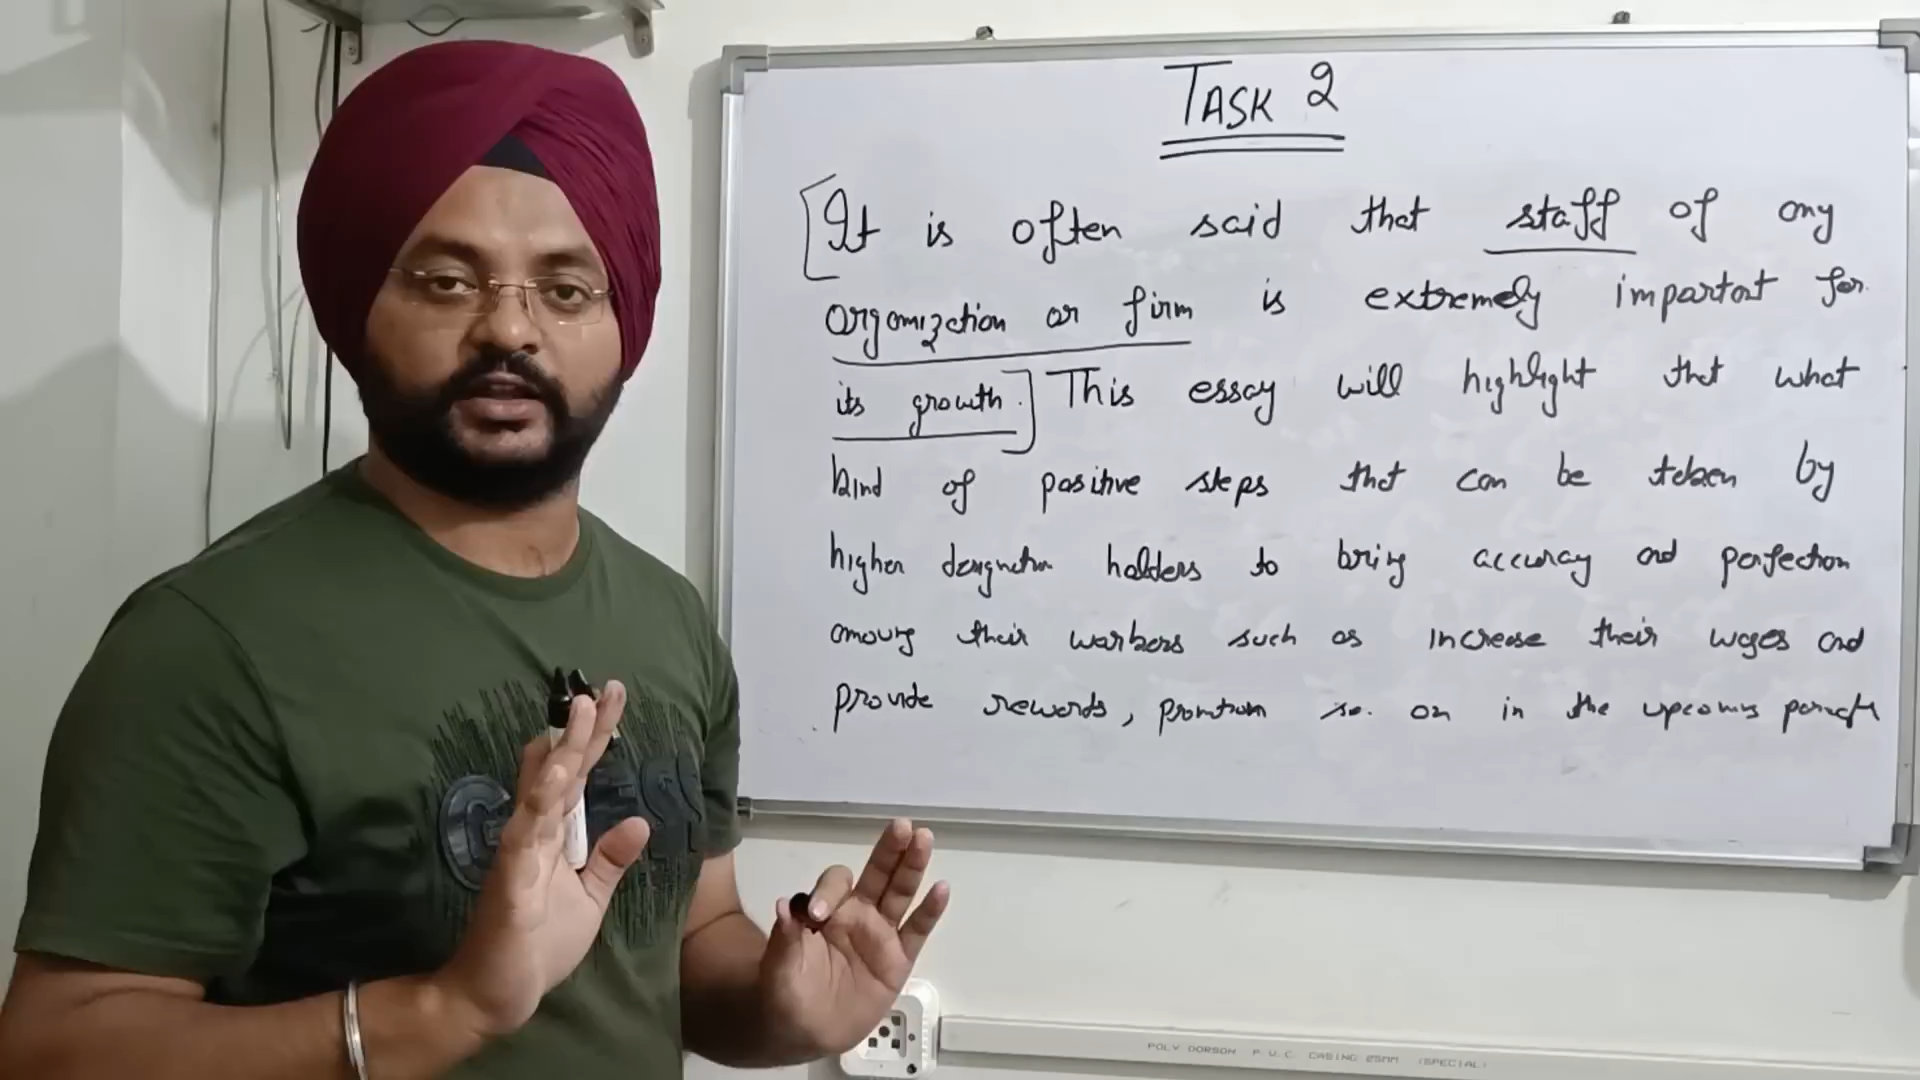 TASK 2
It is often said that staff of any
organization or firm is extremely important for
its growth. This essay will highlight that what
kind of positive steps that can be taken by
higher designation holders to bring accuracy and perfection
among their workers such as increase their wages and
provide rewards, promotion so. on in the upcoming
POLY DORSON P.V.C CASING 25MM (SPECIAL)